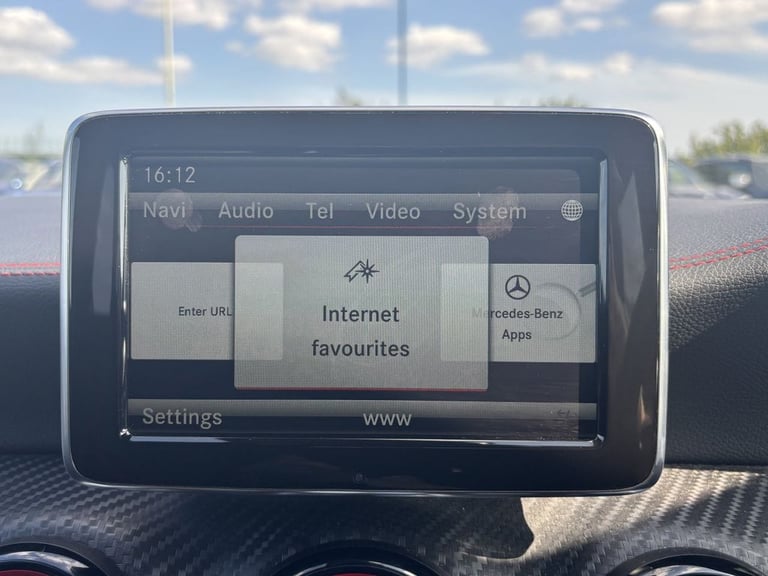 16:12
Navi Audio Tel Video System
Enter URL
Internet
favourites
Mercedes-Benz
Apps
Settings www